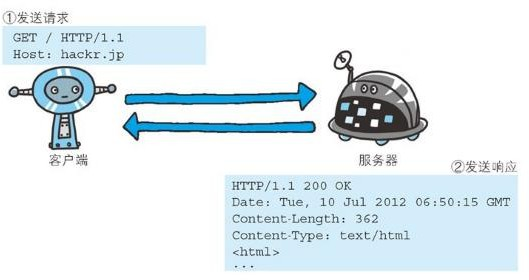 ①发送请求
GET / HTTP/1.1
Host: hackr.jp
客户端
服务器
②发送响应
HTTP/1.1 200 OK
Date: Tue, 10 Jul 2012 06:50:15 GMT
Content-Length: 362
Content-Type: text/html
<html>
...